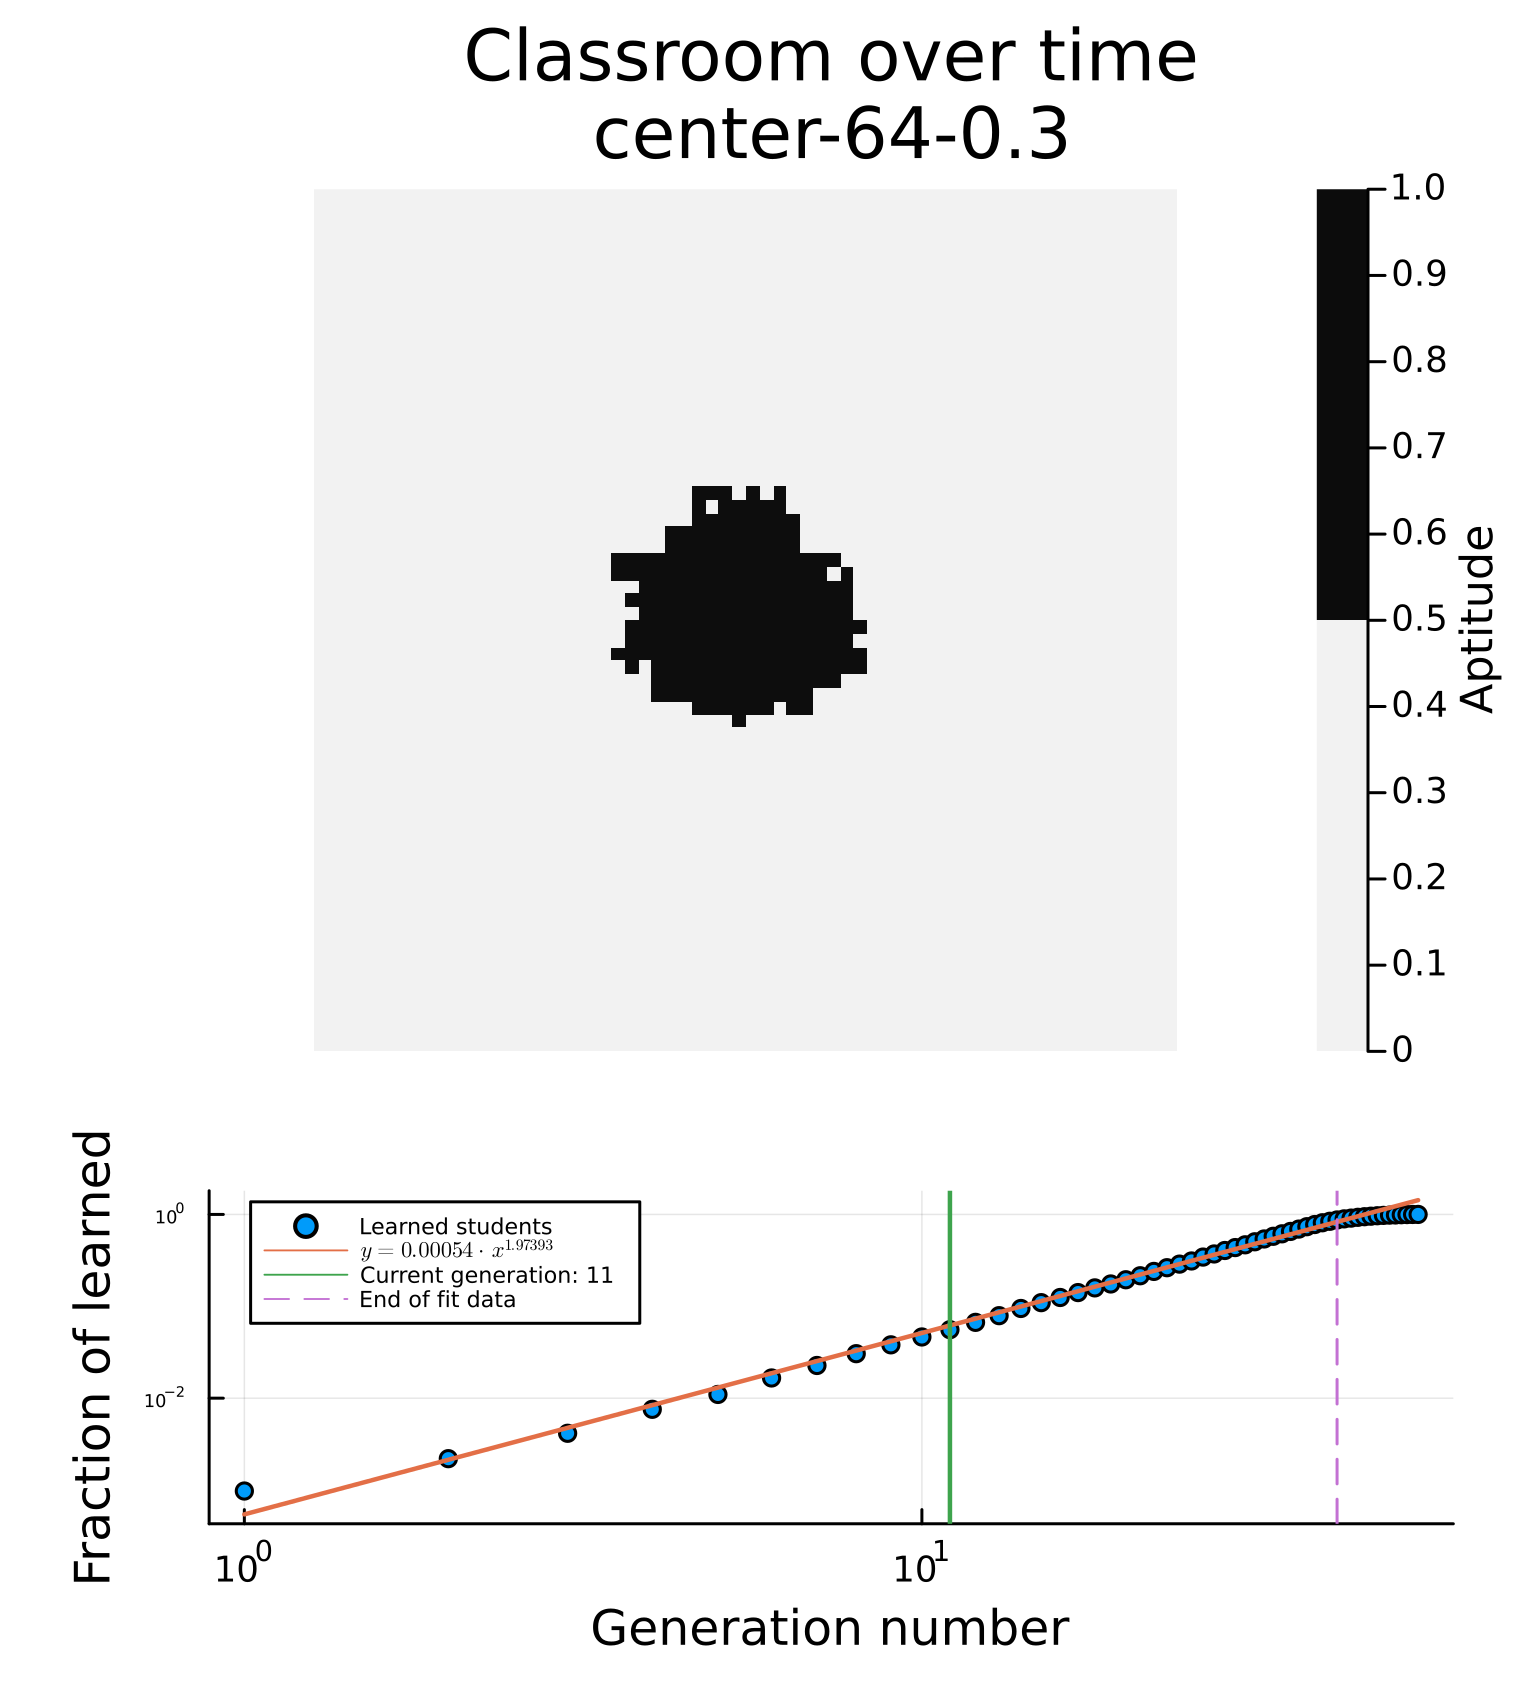 Classroom over time
center-64-0.3
1.0
0.9
0.8
0.7
0.6
0.5
0.4
0.3
0.2
0.1
0
Aptitude
Fraction of learned
10^0
10^-2
Learned students
y = 0.00054 · x^1.97393
Current generation: 11
End of fit data
10^0
10^1
Generation number